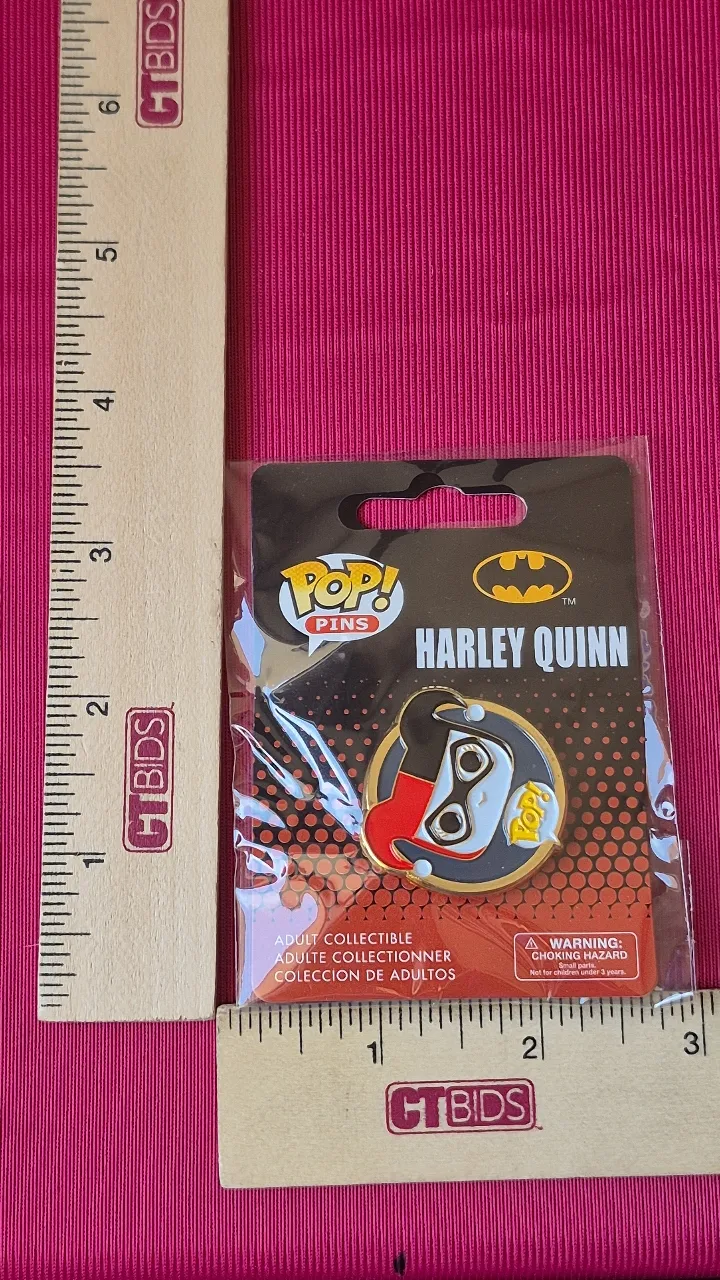 CTBIDS
6
5
4
3
2
1
CTBIDS
POP!
PINS
TM
HARLEY QUINN
POP!
ADULT COLLECTIBLE
ADULTE COLLECTIONNER
COLECCION DE ADULTOS
WARNING:
CHOKING HAZARD
Small parts.
Not for children under 3 years.
1 2 3
CTBIDS